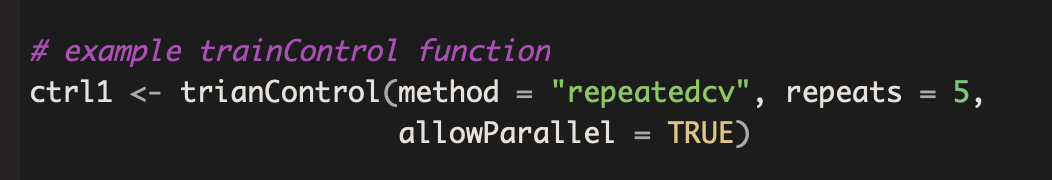 # example trainControl function
ctrl1 <- trianControl(method = "repeatedcv", repeats = 5,
allowParallel = TRUE)